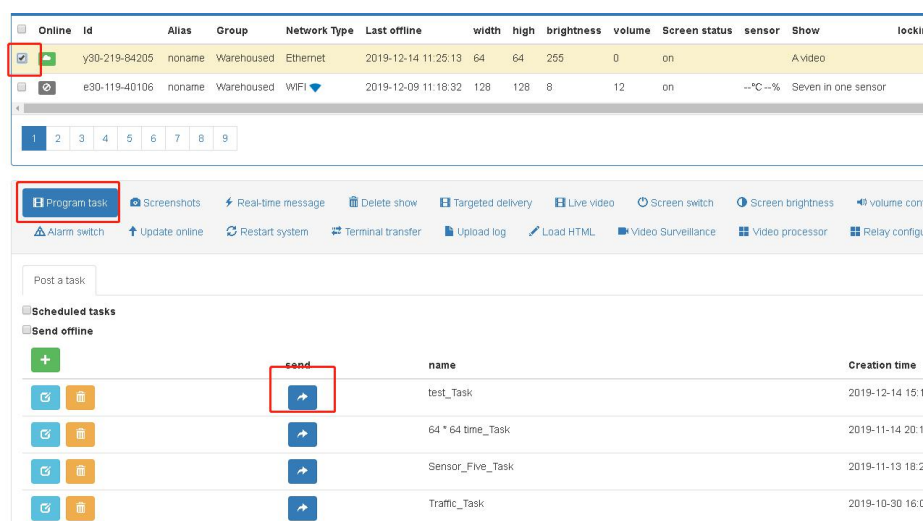 Online Id Alias Group Network Type Last offline width high brightness volume Screen status sensor Show
y30-219-84205 noname Warehoused Ethernet 2019-12-14 11:25:13 64 64 255 0 on A video
e30-119-40106 noname Warehoused WIFI 2019-12-09 11:18:32 128 128 8 12 on --°C --% Seven in one sensor
1 2 3 4 5 6 7 8 9
Program task Screenshots Real-time message Delete show Targeted delivery Live video Screen switch Screen brightness volume
Alarm switch Update online Restart system Terminal transfer Upload log Load HTML Video Surveillance Video processor Relay
Post a task
Scheduled tasks
Send offline
+ send name Creation time
test_Task 2019-12-14
64 * 64 time_Task 2019-11-14
Sensor_Five_Task 2019-11-13
Traffic_Task 2019-10-30